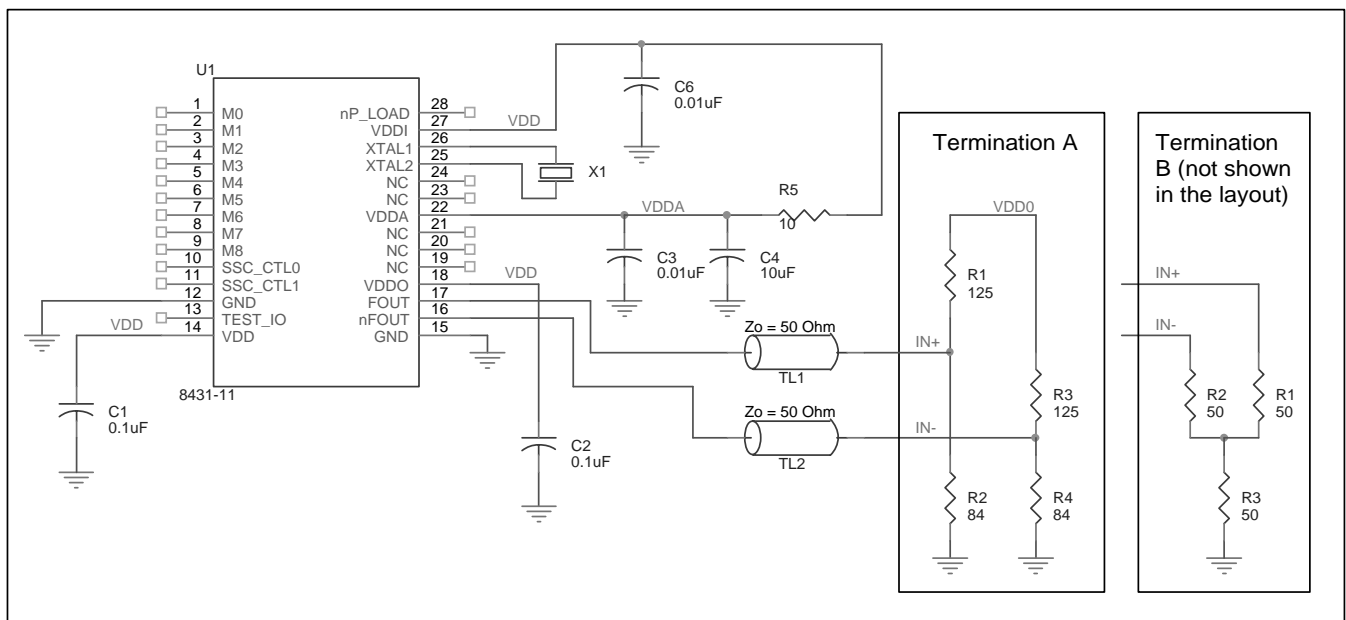 U1
1
2
3
4
5
6
7
8
9
10
11
12
13
14
M0
M1
M2
M3
M4
M5
M6
M7
M8
SSC_CTL0
SSC_CTL1
GND
TEST_IO
VDD
nP_LOAD
VDDI
XTAL1
XTAL2
NC
NC
VDDA
NC
NC
NC
VDDO
FOUT
nFOUT
GND
28
27
26
25
24
23
22
21
20
19
18
17
16
15
8431-11
VDD
C1
0.1uF
VDD
C6
0.01uF
X1
VDDA
R5
10
C3
0.01uF
C4
10uF
VDD
C2
0.1uF
Zo = 50 Ohm
TL1
Zo = 50 Ohm
TL2
Termination A
VDD0
R1
125
IN+
R3
125
IN-
R2
84
R4
84
Termination
B (not shown
in the layout)
IN+
IN-
R2
50
R1
50
R3
50